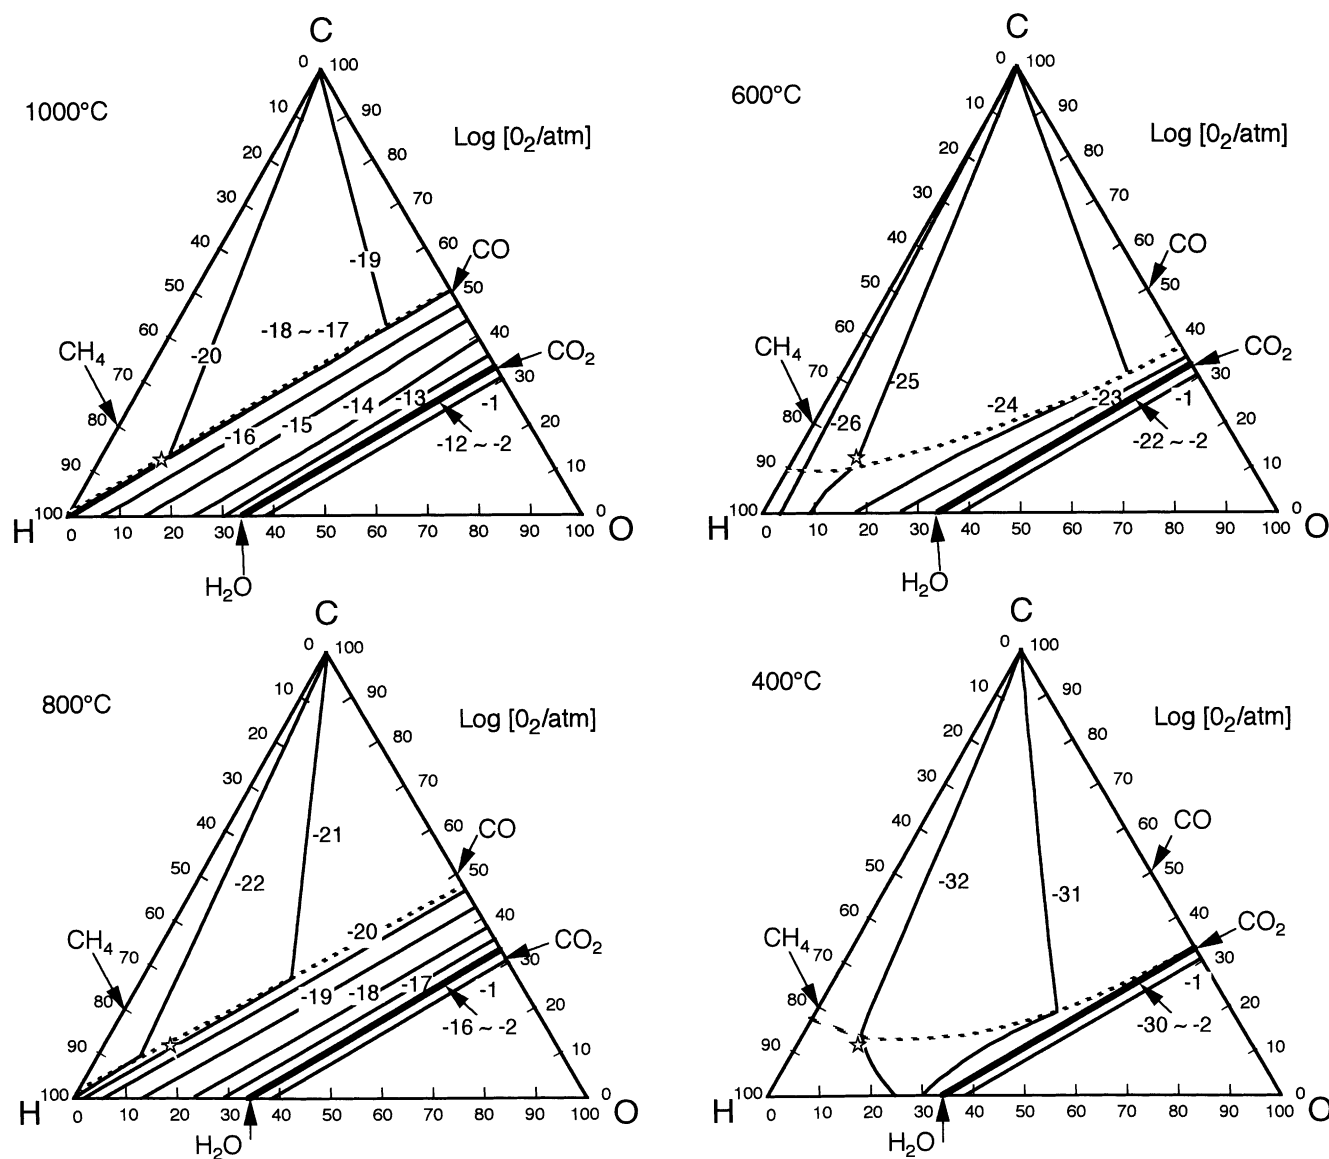 C
0 100
1000°C
10 90
Log [0₂/atm]
20 80
30 70
40 60
CO
-19
50 50
-18 ~ -17
60 40
CH₄
70
-20
CO₂
30
80
-14 -13 -1
-16 -15
20
-12 ~ -2
90 10
H 100 0 O
0 10 20 30 40 50 60 70 80 90 100
H₂O
C
0 100
600°C
10 90
Log [0₂/atm]
20 80
30 70
40 60
CO
50 50
60 40
CH₄
70
CO₂
-25
30
80
-24 -23 -1
-26
20
-22 ~ -2
90 10
H 100 0 O
0 10 20 30 40 50 60 70 80 90 100
H₂O
C
0 100
800°C
10 90
Log [0₂/atm]
20 80
30 70
40 60
CO
-21
50 50
-22
60 40
-20
CH₄
70
CO₂
30
80
-19 -18 -17 -1
20
-16 ~ -2
90 10
H 100 0 O
0 10 20 30 40 50 60 70 80 90 100
H₂O
C
0 100
400°C
10 90
Log [0₂/atm]
20 80
30 70
40 60
CO
50 50
-32 -31
60 40
CO₂
CH₄
70
30
-1
80
20
-30 ~ -2
90 10
H 100 0 O
0 10 20 30 40 50 60 70 80 90 100
H₂O